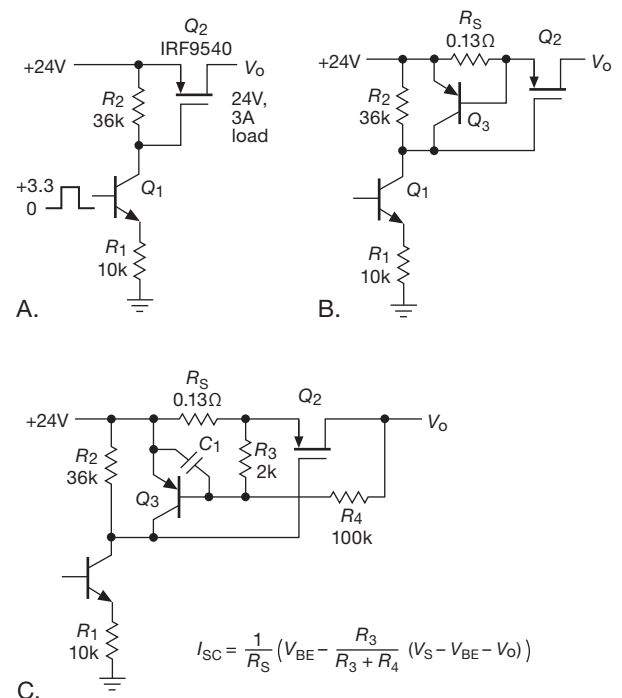 Q2
IRF9540
+24V
Vo
R2
36k
24V,
3A
load
+3.3
0
Q1
R1
10k
A.
RS
0.13Ω
Q2
+24V
Vo
R2
36k
Q3
Q1
R1
10k
B.
RS
0.13Ω
Q2
+24V
Vo
C1
R3
2k
R2
36k
Q3
R4
100k
R1
10k
ISC = 1/RS (VBE – R3/(R3 + R4) (VS – VBE – Vo))
C.